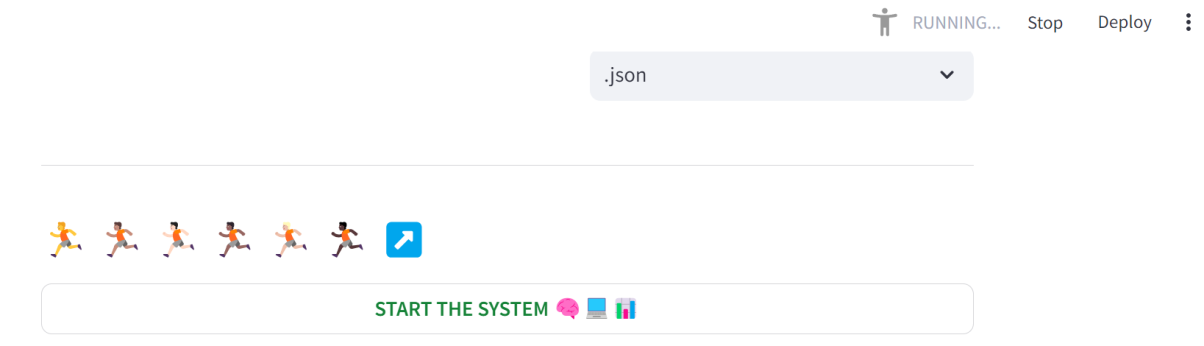 RUNNING... Stop Deploy
.json
START THE SYSTEM